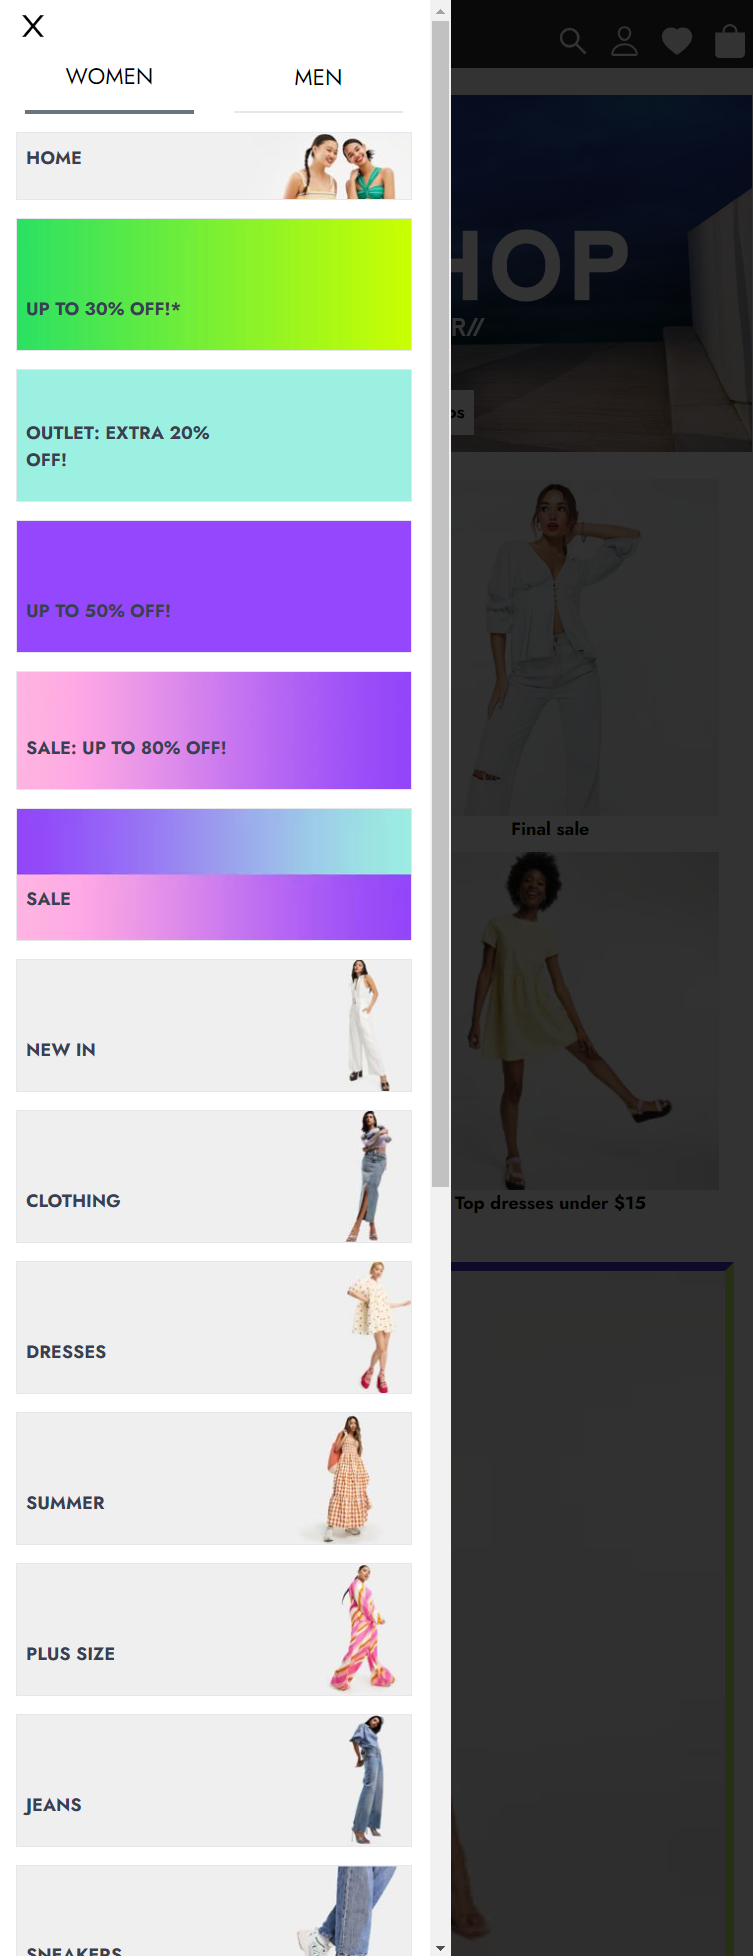 X
WOMEN
MEN
HOME
UP TO 30% OFF!*
OUTLET: EXTRA 20%
OFF!
UP TO 50% OFF!
SALE: UP TO 80% OFF!
SALE
NEW IN
CLOTHING
DRESSES
SUMMER
PLUS SIZE
JEANS
SNEAKERS
HOP
R//
Final sale
Top dresses under $15